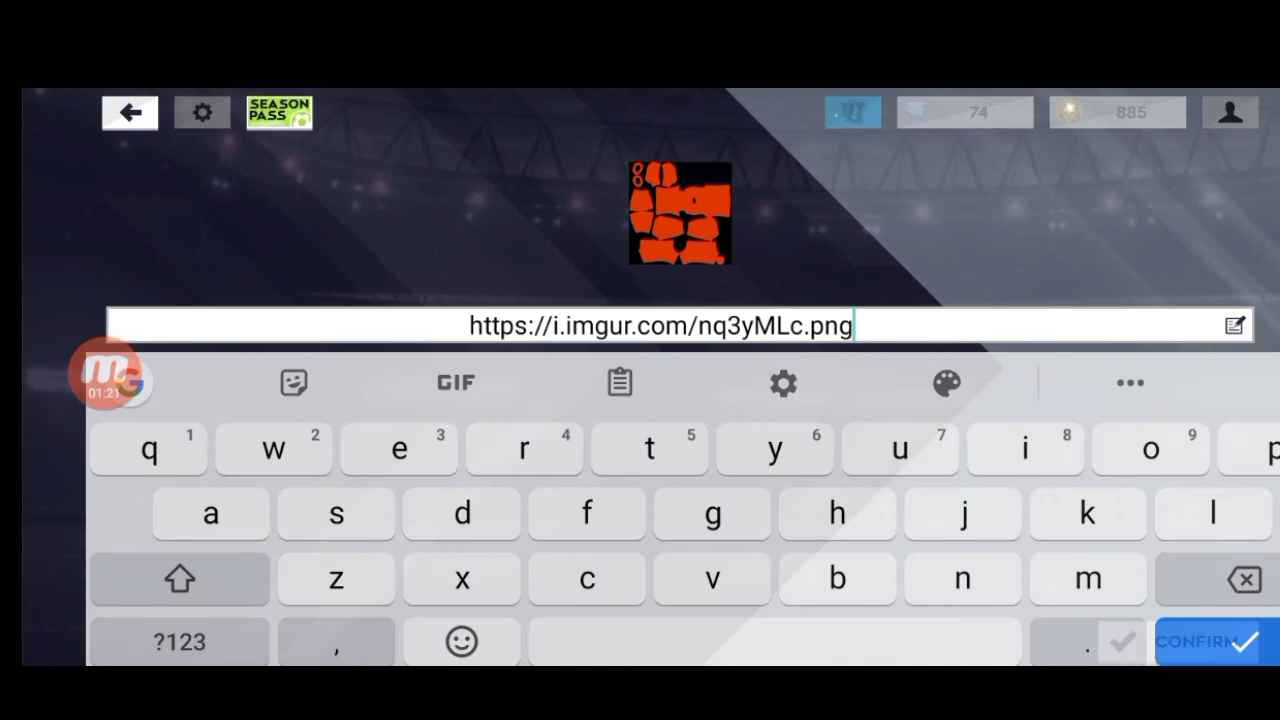 SEASON
PASS
74
885
https://i.imgur.com/nq3yMLc.png
01:21
GIF
q 1 w 2 e 3 r 4 t 5 y 6 u 7 i 8 o 9 p
a s d f g h j k l
z x c v b n m
?123 , . CONFIRM